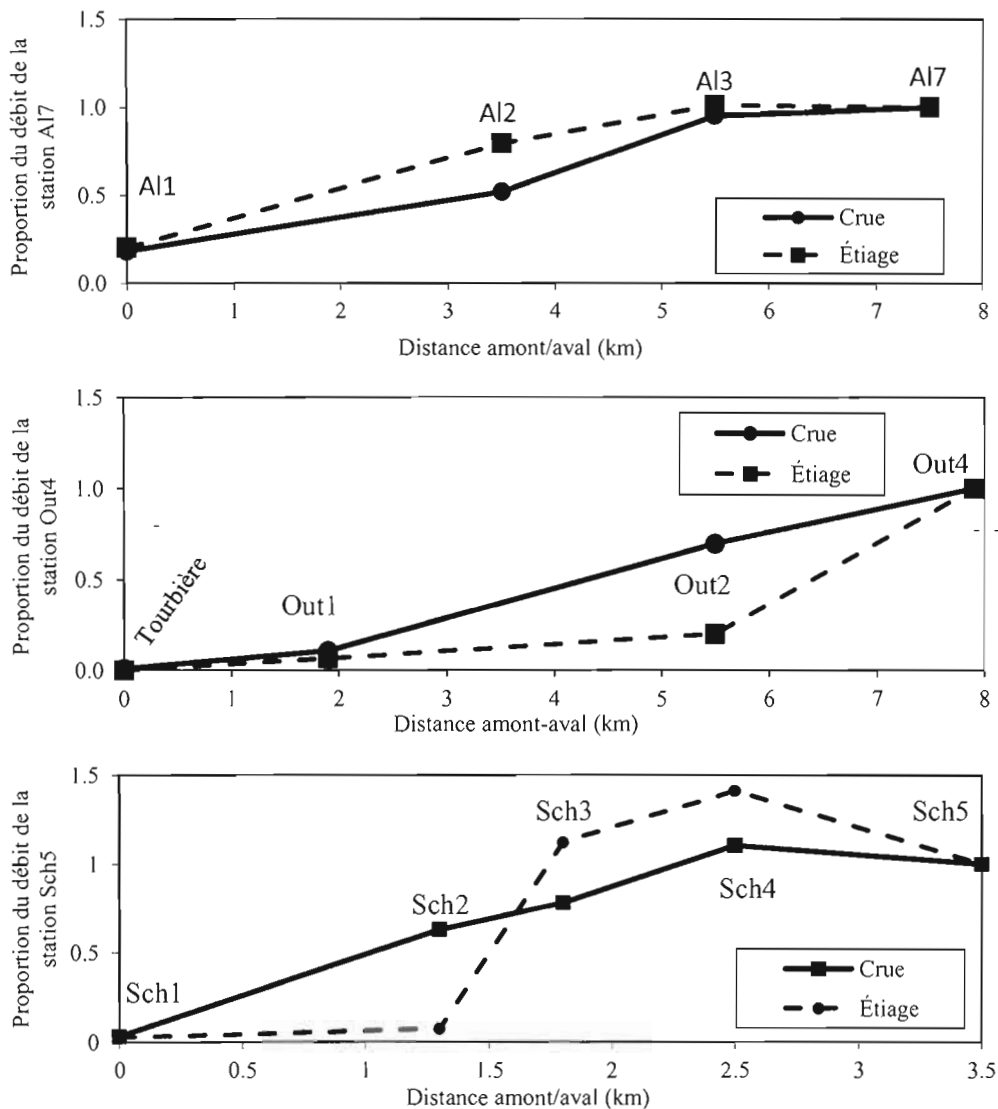 Proportion du débit de la
station Al7
1.5
1.0
0.5
0.0
Al1
Al2
Al3
Al7
Crue
Étiage
0 1 2 3 4 5 6 7 8
Distance amont/aval (km)
Proportion du débit de la
station Out4
1.5
1.0
0.5
0.0
Tourbière
Out1
Out2
Out4
Crue
Étiage
0 1 2 3 4 5 6 7 8
Distance amont-aval (km)
Proportion du débit de la
station Sch5
1.5
1
0.5
0
Sch1
Sch2
Sch3
Sch4
Sch5
Crue
Étiage
0 0.5 1 1.5 2 2.5 3 3.5
Distance amont/aval (km)